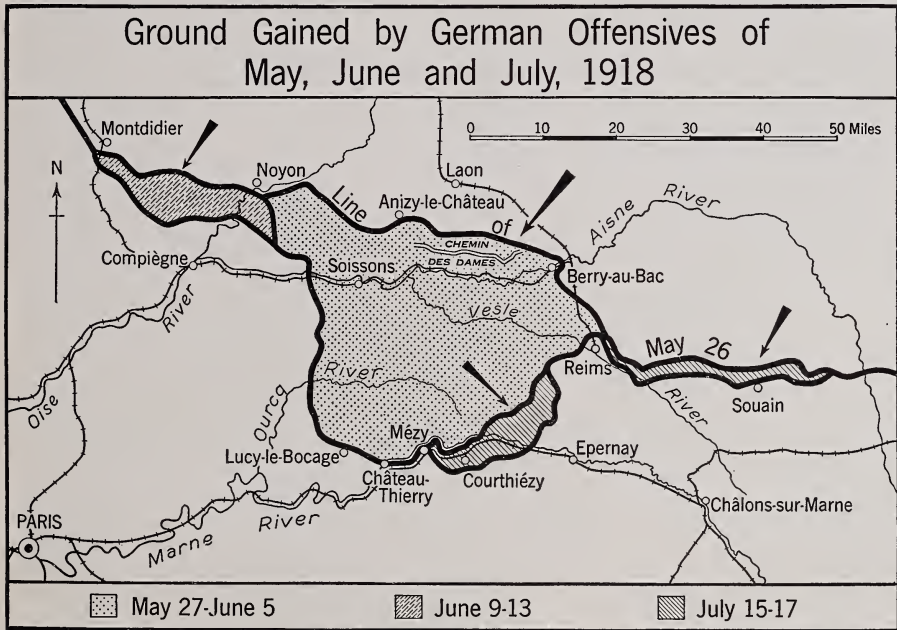 Ground Gained by German Offensives of
May, June and July, 1918
0 10 20 30 40 50 Miles
Montdidier
N
Noyon
Laon
Line of May 26
Anizy-le-Château
Aisne River
CHEMIN
DES DAMES
Compiègne
Soissons
Berry-au-Bac
Oise River
Vesle River
Reims
Souain
Ourcq River
Mézy
Lucy-le-Bocage
Château-
Thierry
Courthiézy
Epernay
Châlons-sur-Marne
PARIS
Marne River
May 27-June 5
June 9-13
July 15-17